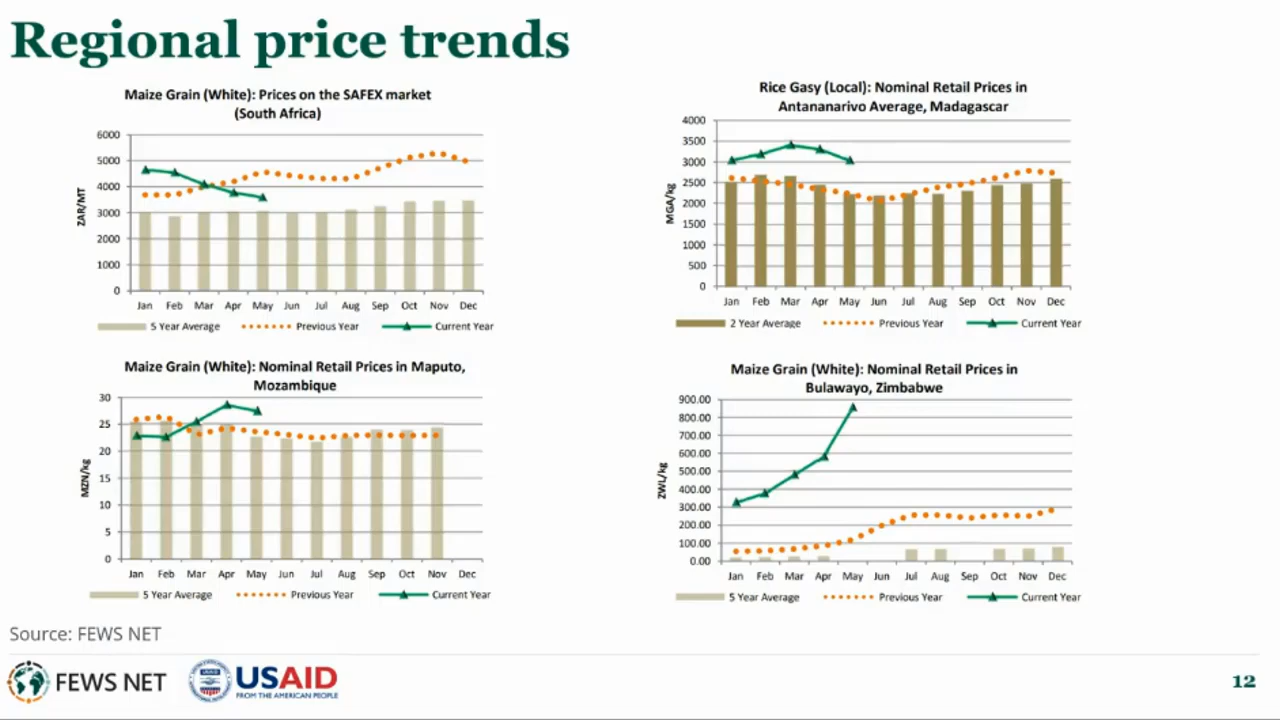 Regional price trends
Maize Grain (White): Prices on the SAFEX market
(South Africa)
6000
5000
4000
3000
2000
1000
0
ZAR/MT
Jan Feb Mar Apr May Jun Jul Aug Sep Oct Nov Dec
5 Year Average Previous Year Current Year
Rice Gasy (Local): Nominal Retail Prices in
Antananarivo Average, Madagascar
4000
3500
3000
2500
2000
1500
1000
500
0
MGA/kg
Jan Feb Mar Apr May Jun Jul Aug Sep Oct Nov Dec
2 Year Average Previous Year Current Year
Maize Grain (White): Nominal Retail Prices in Maputo,
Mozambique
30
25
20
15
10
5
0
MZN/kg
Jan Feb Mar Apr May Jun Jul Aug Sep Oct Nov Dec
5 Year Average Previous Year Current Year
Maize Grain (White): Nominal Retail Prices in
Bulawayo, Zimbabwe
900.00
800.00
700.00
600.00
500.00
400.00
300.00
200.00
100.00
0.00
ZWL/kg
Jan Feb Mar Apr May Jun Jul Aug Sep Oct Nov Dec
5 Year Average Previous Year Current Year
Source: FEWS NET
FEWS NET
USAID
USAID
FROM THE AMERICAN PEOPLE
12